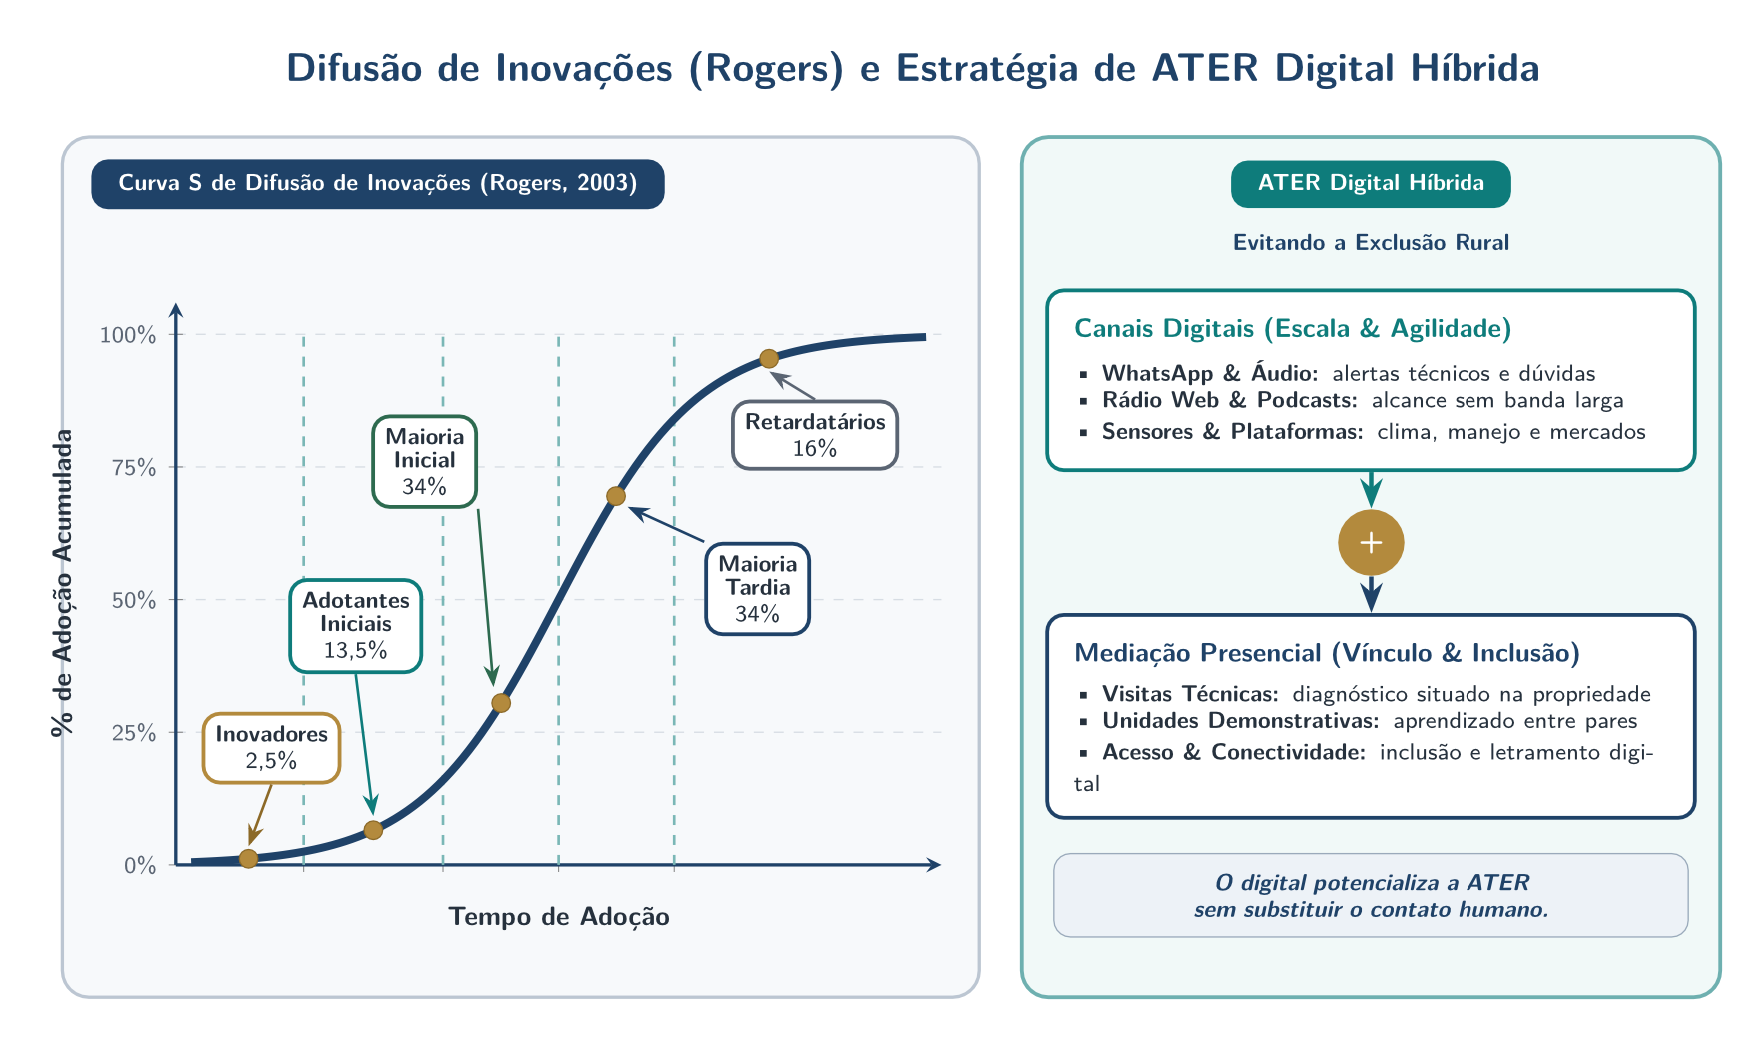 Difusão de Inovações (Rogers) e Estratégia de ATER Digital Híbrida
Curva S de Difusão de Inovações (Rogers, 2003)
% de Adoção Acumulada
100%
75%
50%
25%
0%
Inovadores
2,5%
Adotantes
Iniciais
13,5%
Maioria
Inicial
34%
Maioria
Tardia
34%
Retardatários
16%
Tempo de Adoção
ATER Digital Híbrida
Evitando a Exclusão Rural
Canais Digitais (Escala & Agilidade)
▪ WhatsApp & Áudio: alertas técnicos e dúvidas
▪ Rádio Web & Podcasts: alcance sem banda larga
▪ Sensores & Plataformas: clima, manejo e mercados
+
Mediação Presencial (Vínculo & Inclusão)
▪ Visitas Técnicas: diagnóstico situado na propriedade
▪ Unidades Demonstrativas: aprendizado entre pares
▪ Acesso & Conectividade: inclusão e letramento digi-
tal
O digital potencializa a ATER
sem substituir o contato humano.